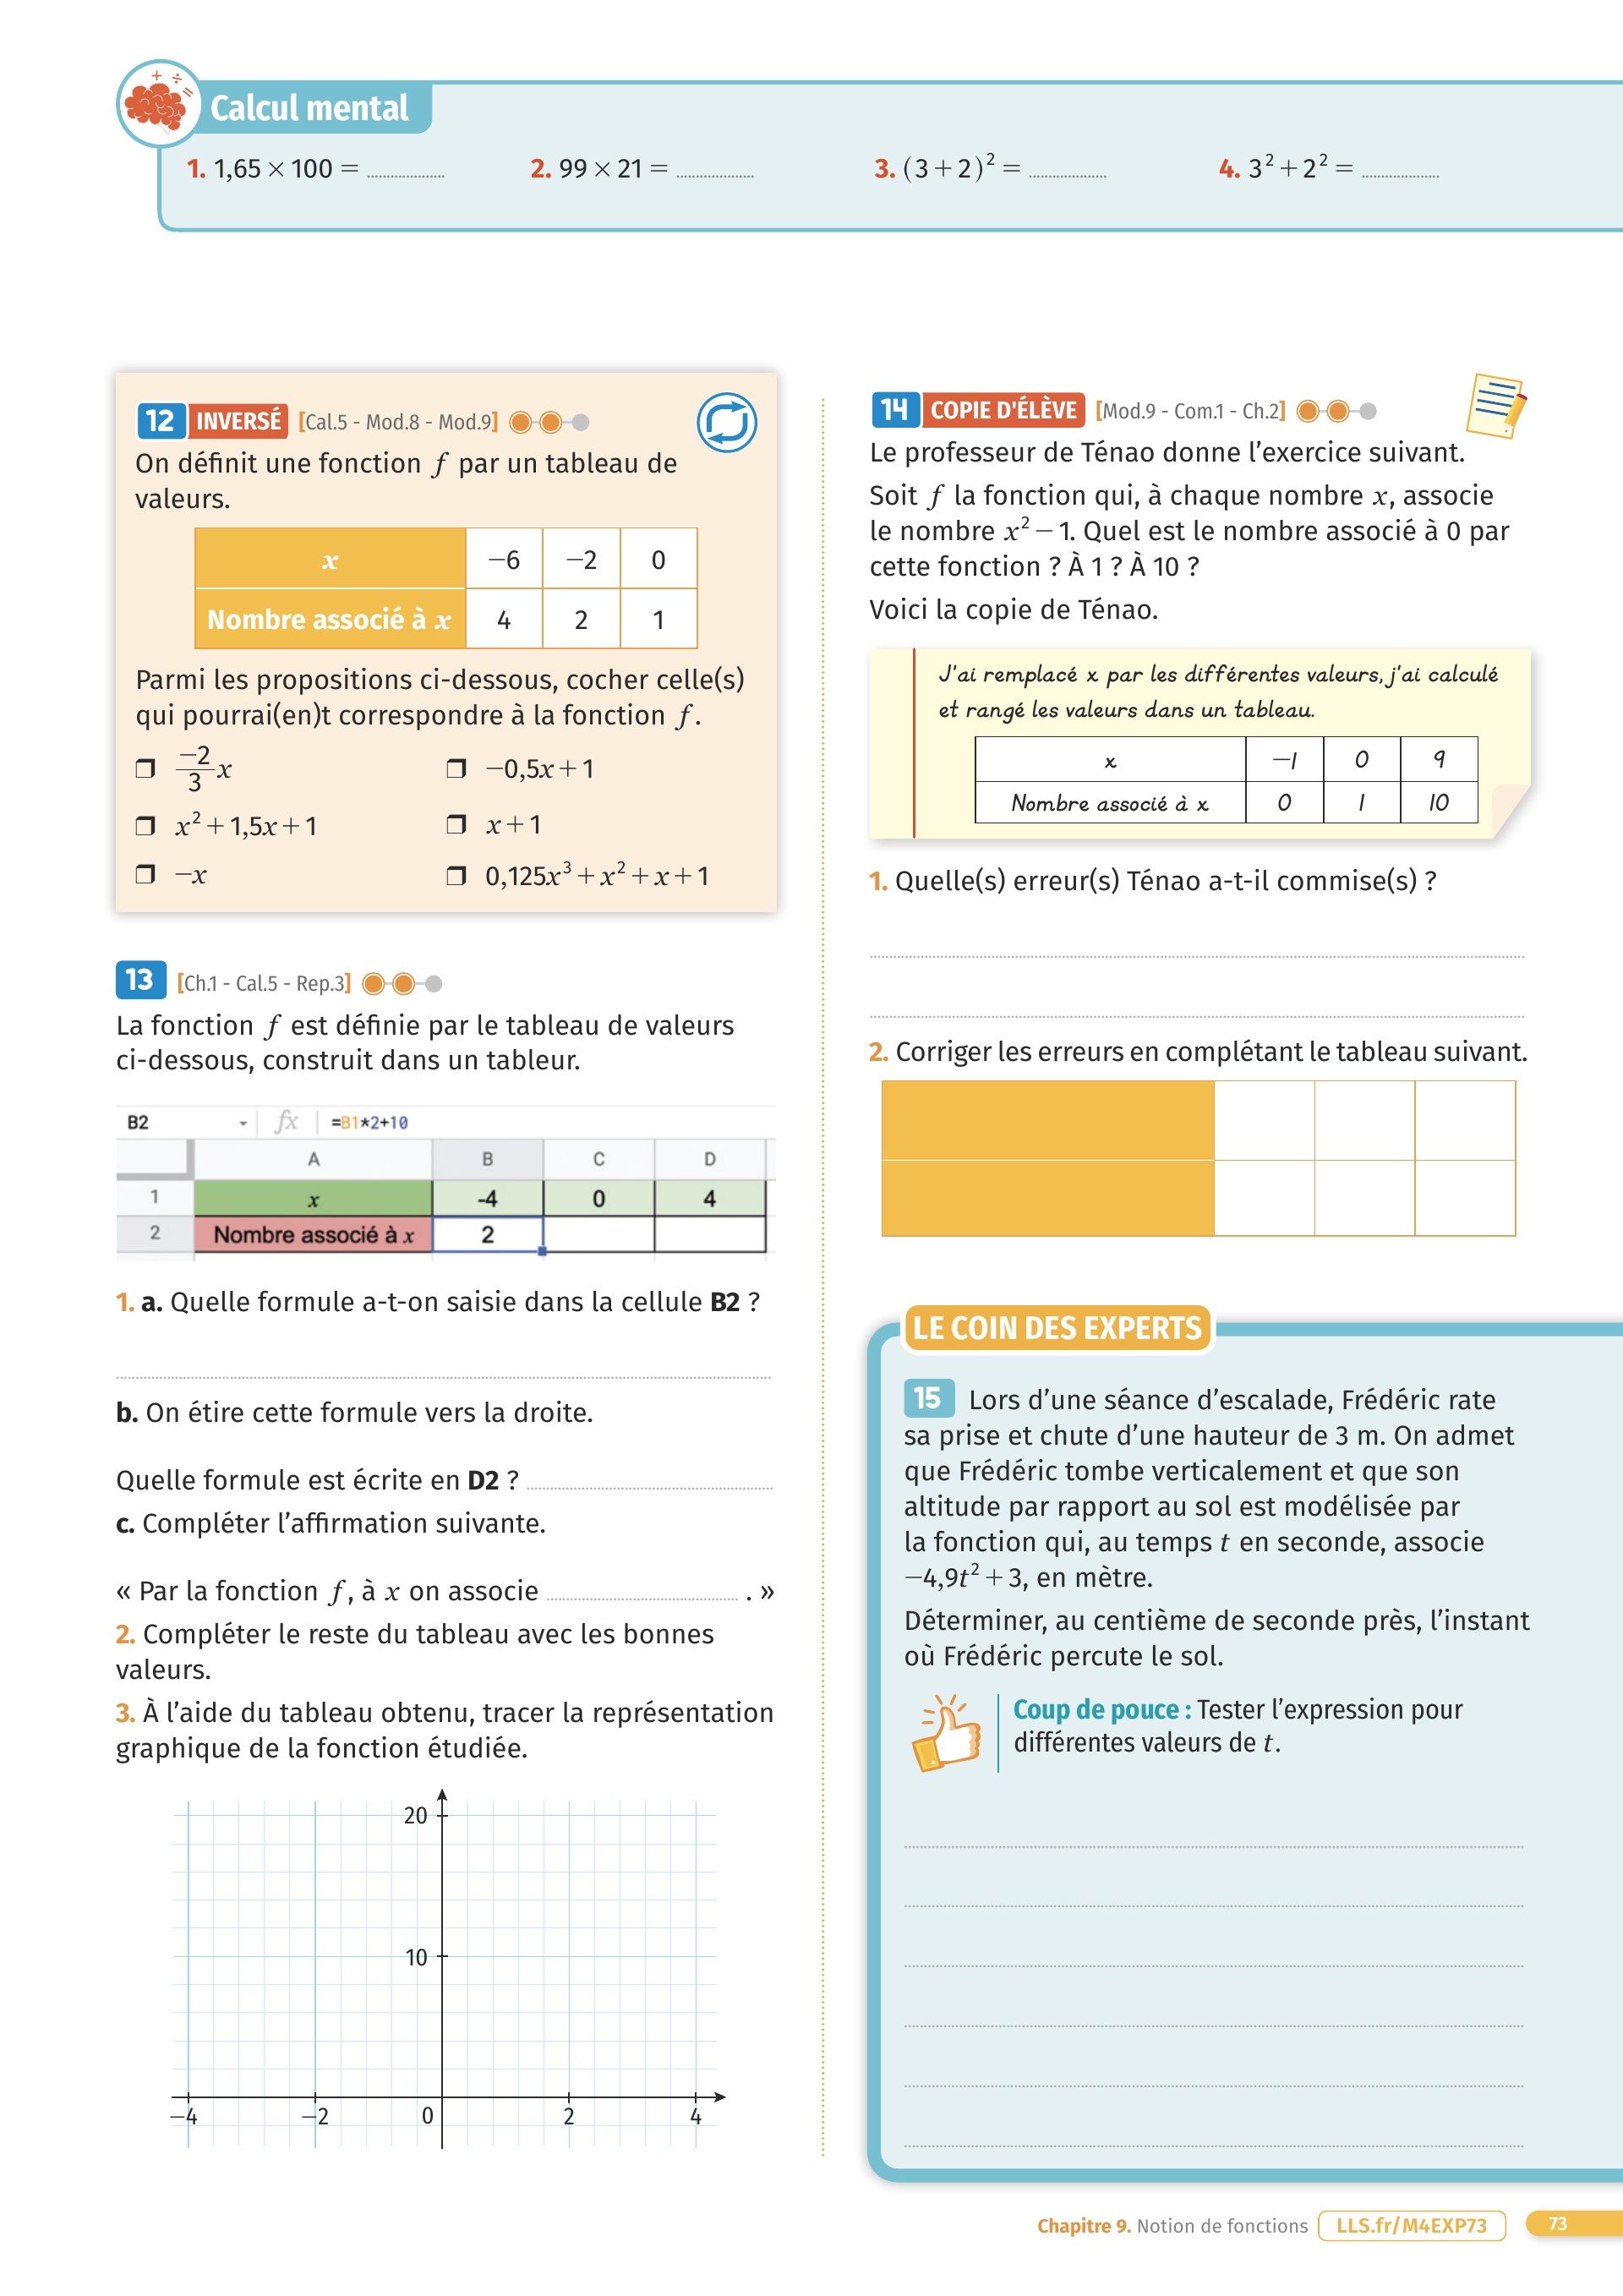 Calcul mental
1. 1,65 × 100 = ....................
2. 99 × 21 = ....................
3. (3 + 2)² = ....................
4. 3² + 2² = ....................
12 INVERSÉ [Cal.5 - Mod.8 - Mod.9]
On définit une fonction f par un tableau de
valeurs.
x −6 −2 0
Nombre associé à x 4 2 1
Parmi les propositions ci-dessous, cocher celle(s)
qui pourrai(en)t correspondre à la fonction f.
❒ −2/3 x
❒ −0,5x + 1
❒ x² + 1,5x + 1
❒ x + 1
❒ −x
❒ 0,125x³ + x² + x + 1
13 [Ch.1 - Cal.5 - Rep.3]
La fonction f est définie par le tableau de valeurs
ci-dessous, construit dans un tableur.
B2 fx =B1*2+10
A B C D
1 x -4 0 4
2 Nombre associé à x 2
1. a. Quelle formule a-t-on saisie dans la cellule B2 ?
b. On étire cette formule vers la droite.
Quelle formule est écrite en D2 ? ....................
c. Compléter l'affirmation suivante.
« Par la fonction f, à x on associe .................... . »
2. Compléter le reste du tableau avec les bonnes
valeurs.
3. À l'aide du tableau obtenu, tracer la représentation
graphique de la fonction étudiée.
20
10
−4 −2 0 2 4
14 COPIE D'ÉLÈVE [Mod.9 - Com.1 - Ch.2]
Le professeur de Ténao donne l'exercice suivant.
Soit f la fonction qui, à chaque nombre x, associe
le nombre x² − 1. Quel est le nombre associé à 0 par
cette fonction ? À 1 ? À 10 ?
Voici la copie de Ténao.
J'ai remplacé x par les différentes valeurs, j'ai calculé
et rangé les valeurs dans un tableau.
x −1 0 9
Nombre associé à x 0 1 10
1. Quelle(s) erreur(s) Ténao a-t-il commise(s) ?
2. Corriger les erreurs en complétant le tableau suivant.
LE COIN DES EXPERTS
15 Lors d'une séance d'escalade, Frédéric rate
sa prise et chute d'une hauteur de 3 m. On admet
que Frédéric tombe verticalement et que son
altitude par rapport au sol est modélisée par
la fonction qui, au temps t en seconde, associe
−4,9t² + 3, en mètre.
Déterminer, au centième de seconde près, l'instant
où Frédéric percute le sol.
Coup de pouce : Tester l'expression pour
différentes valeurs de t.
Chapitre 9. Notion de fonctions LLS.fr/M4EXP73 73